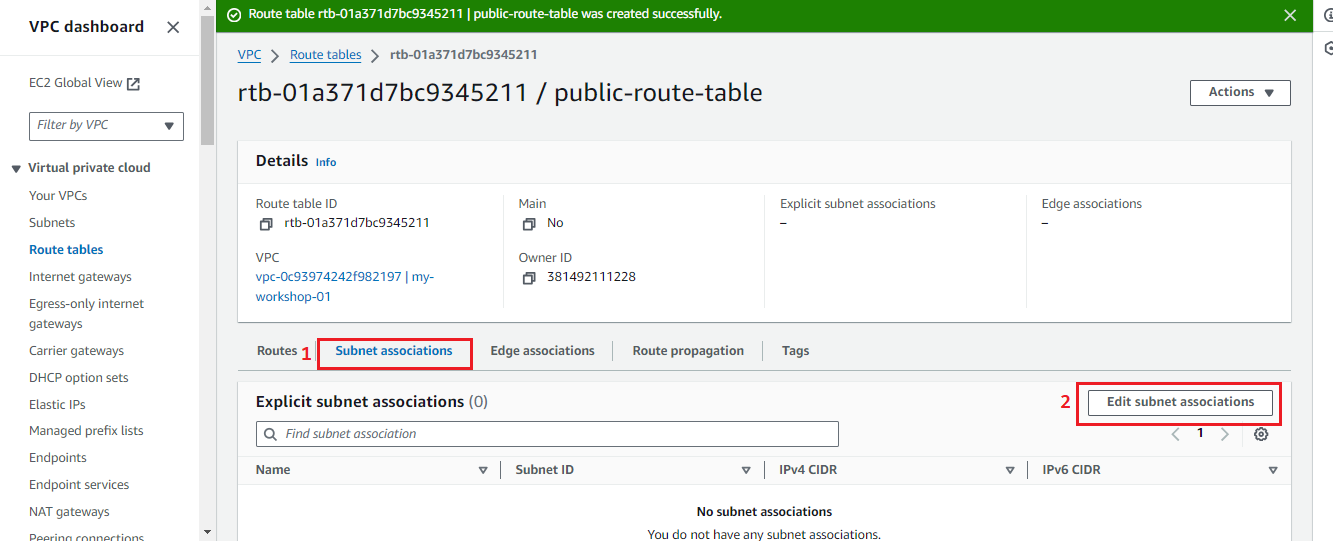 VPC dashboard
EC2 Global View
Filter by VPC
Virtual private cloud
Your VPCs
Subnets
Route tables
Internet gateways
Egress-only internet
gateways
Carrier gateways
DHCP option sets
Elastic IPs
Managed prefix lists
Endpoints
Endpoint services
NAT gateways
Peering connections
Route table rtb-01a371d7bc9345211 | public-route-table was created successfully.
VPC > Route tables > rtb-01a371d7bc9345211
rtb-01a371d7bc9345211 / public-route-table
Actions
Details Info
Route table ID
rtb-01a371d7bc9345211
Main
No
Explicit subnet associations
–
Edge associations
–
VPC
vpc-0c93974242f982197 | my-
workshop-01
Owner ID
381492111228
Routes 1 Subnet associations Edge associations Route propagation Tags
Explicit subnet associations (0)
2 Edit subnet associations
Find subnet association
1
Name Subnet ID IPv4 CIDR IPv6 CIDR
No subnet associations
You do not have any subnet associations.